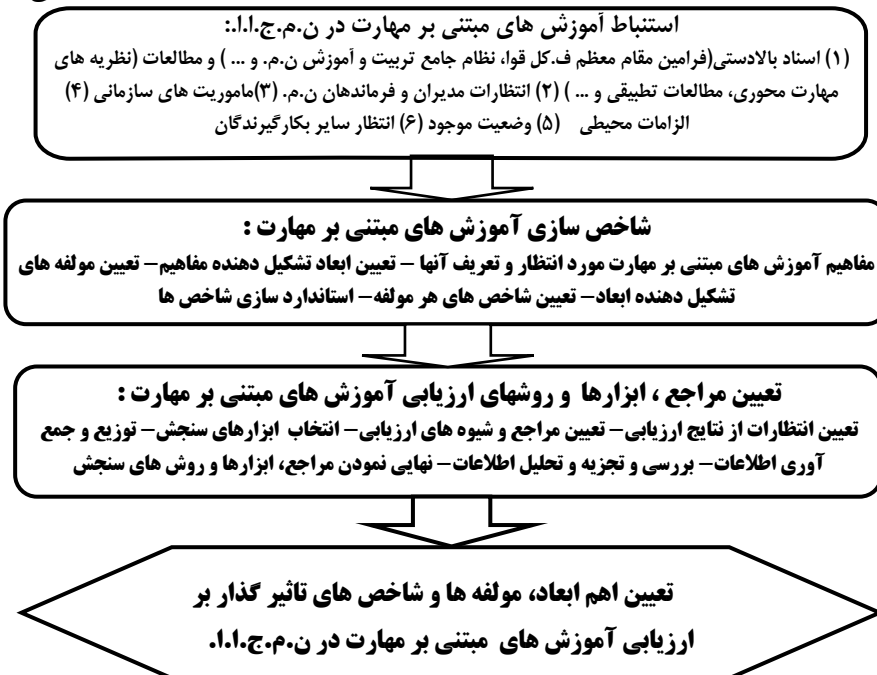 استنباط آموزش های مبتنی بر مهارت در ن.م.ج.ا.ا.:
(۱) اسناد بالادستی(فرامین مقام معظم ف.کل قوا، نظام جامع تربیت و آموزش ن.م. و ... ) و مطالعات (نظریه های
مهارت محوری، مطالعات تطبیقی و ... ) (۲) انتظارات مدیران و فرماندهان ن.م. (۳)ماموریت های سازمانی (۴)
الزامات محیطی (۵) وضعیت موجود (۶) انتظار سایر بکارگیرندگان
شاخص سازی آموزش های مبتنی بر مهارت :
مفاهیم آموزش های مبتنی بر مهارت مورد انتظار و تعریف آنها – تعیین ابعاد تشکیل دهنده مفاهیم– تعیین مولفه های
تشکیل دهنده ابعاد– تعیین شاخص های هر مولفه– استاندارد سازی شاخص ها
تعیین مراجع ، ابزارها و روشهای ارزیابی آموزش های مبتنی بر مهارت :
تعیین انتظارات از نتایج ارزیابی– تعیین مراجع و شیوه های ارزیابی– انتخاب ابزارهای سنجش– توزیع و جمع
آوری اطلاعات– بررسی و تجزیه و تحلیل اطلاعات– نهایی نمودن مراجع، ابزارها و روش های سنجش
تعیین اهم ابعاد، مولفه ها و شاخص های تاثیر گذار بر
ارزیابی آموزش های مبتنی بر مهارت در ن.م.ج.ا.ا.